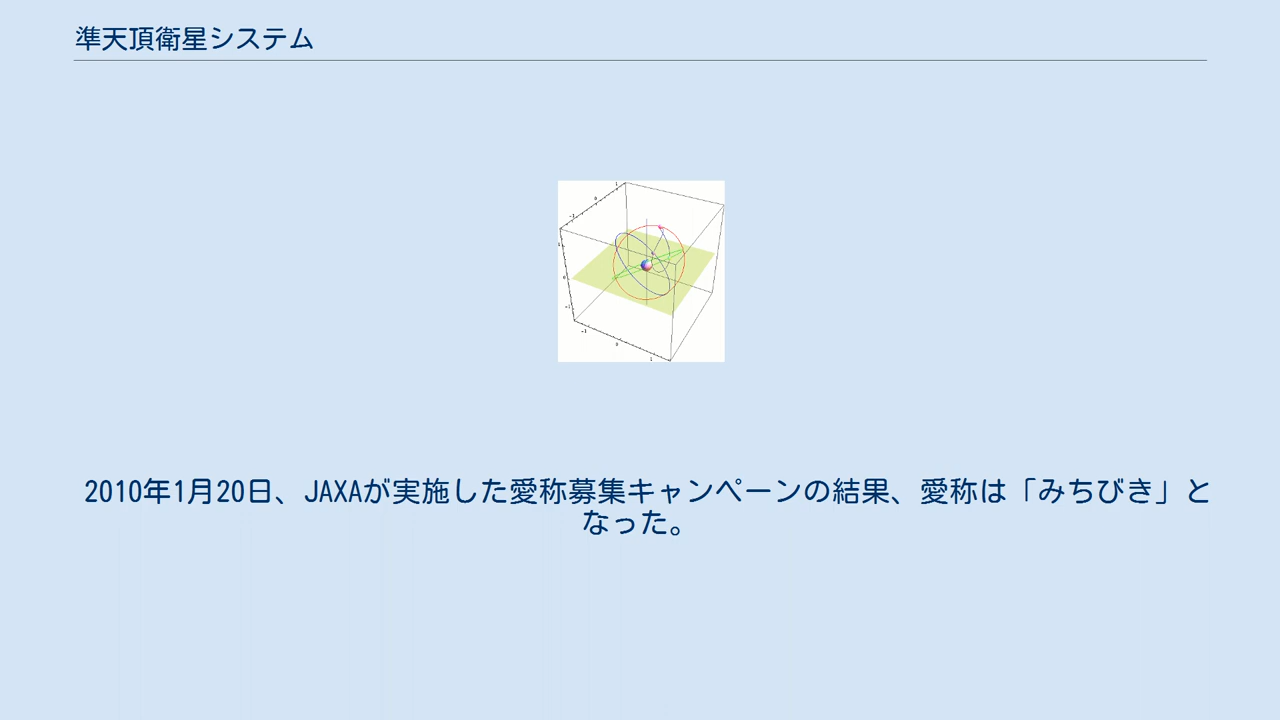 準天頂衛星システム
2010年1月20日、JAXAが実施した愛称募集キャンペーンの結果、愛称は「みちびき」と
なった。